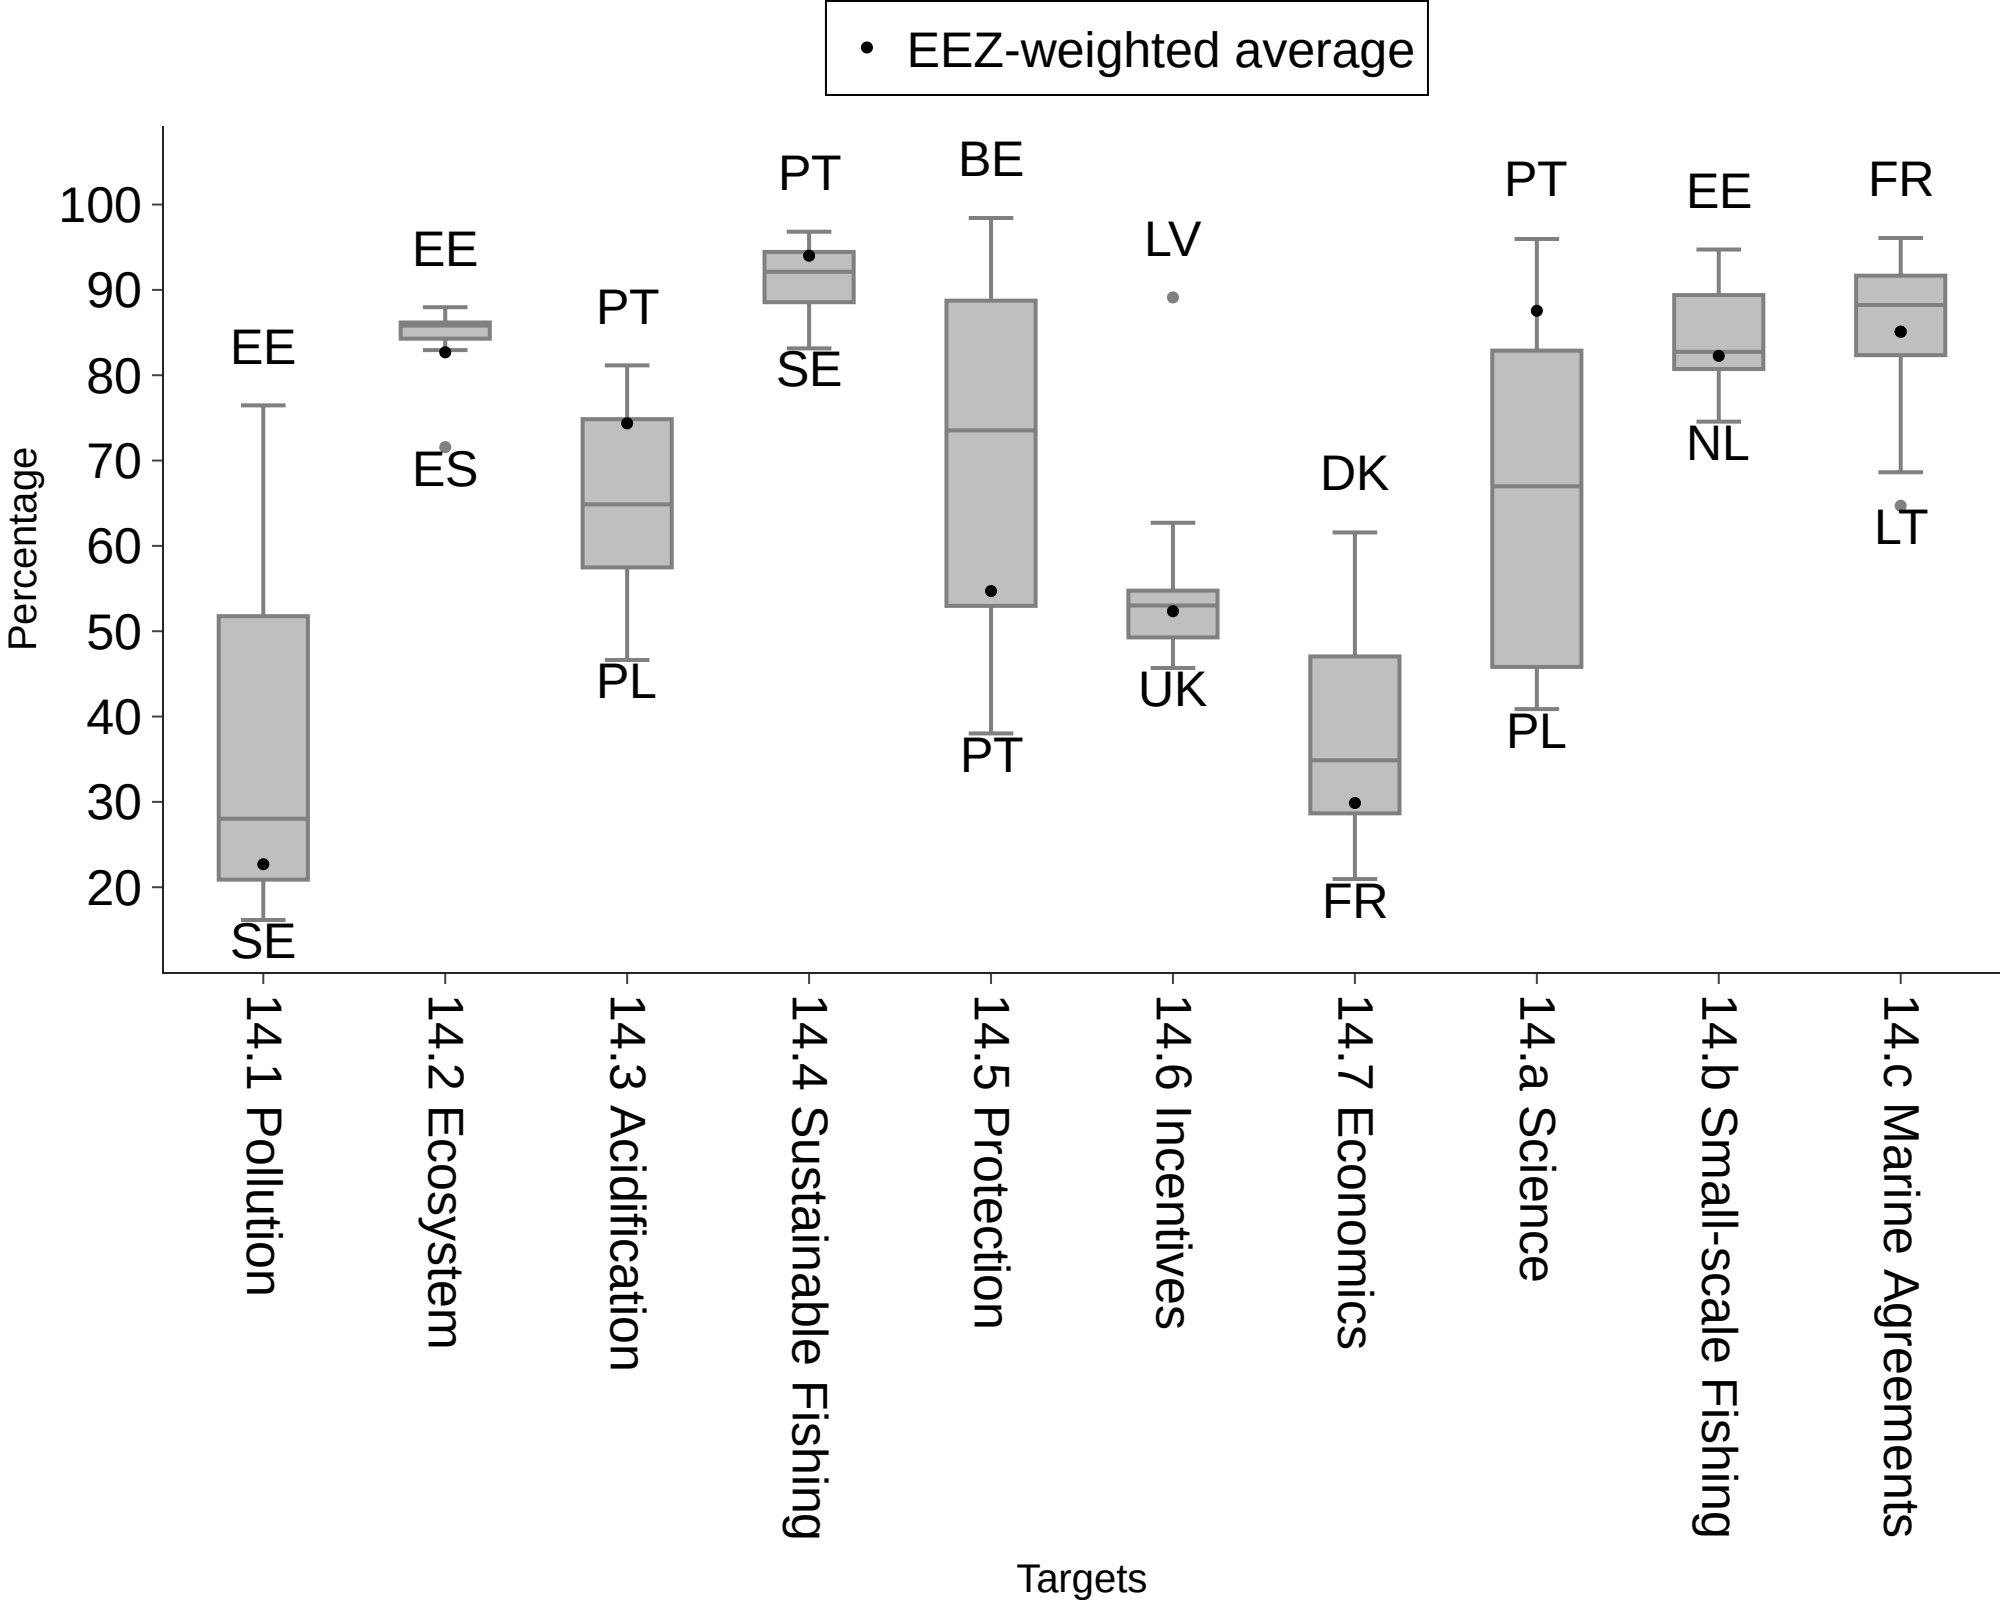 EEZ-weighted average
Percentage
100
90
80
70
60
50
40
30
20
EE
SE
EE
ES
PT
PL
PT
SE
BE
PT
LV
UK
DK
FR
PT
PL
EE
NL
FR
LT
14.1 Pollution
14.2 Ecosystem
14.3 Acidification
14.4 Sustainable Fishing
14.5 Protection
14.6 Incentives
14.7 Economics
14.a Science
14.b Small-scale Fishing
14.c Marine Agreements
Targets